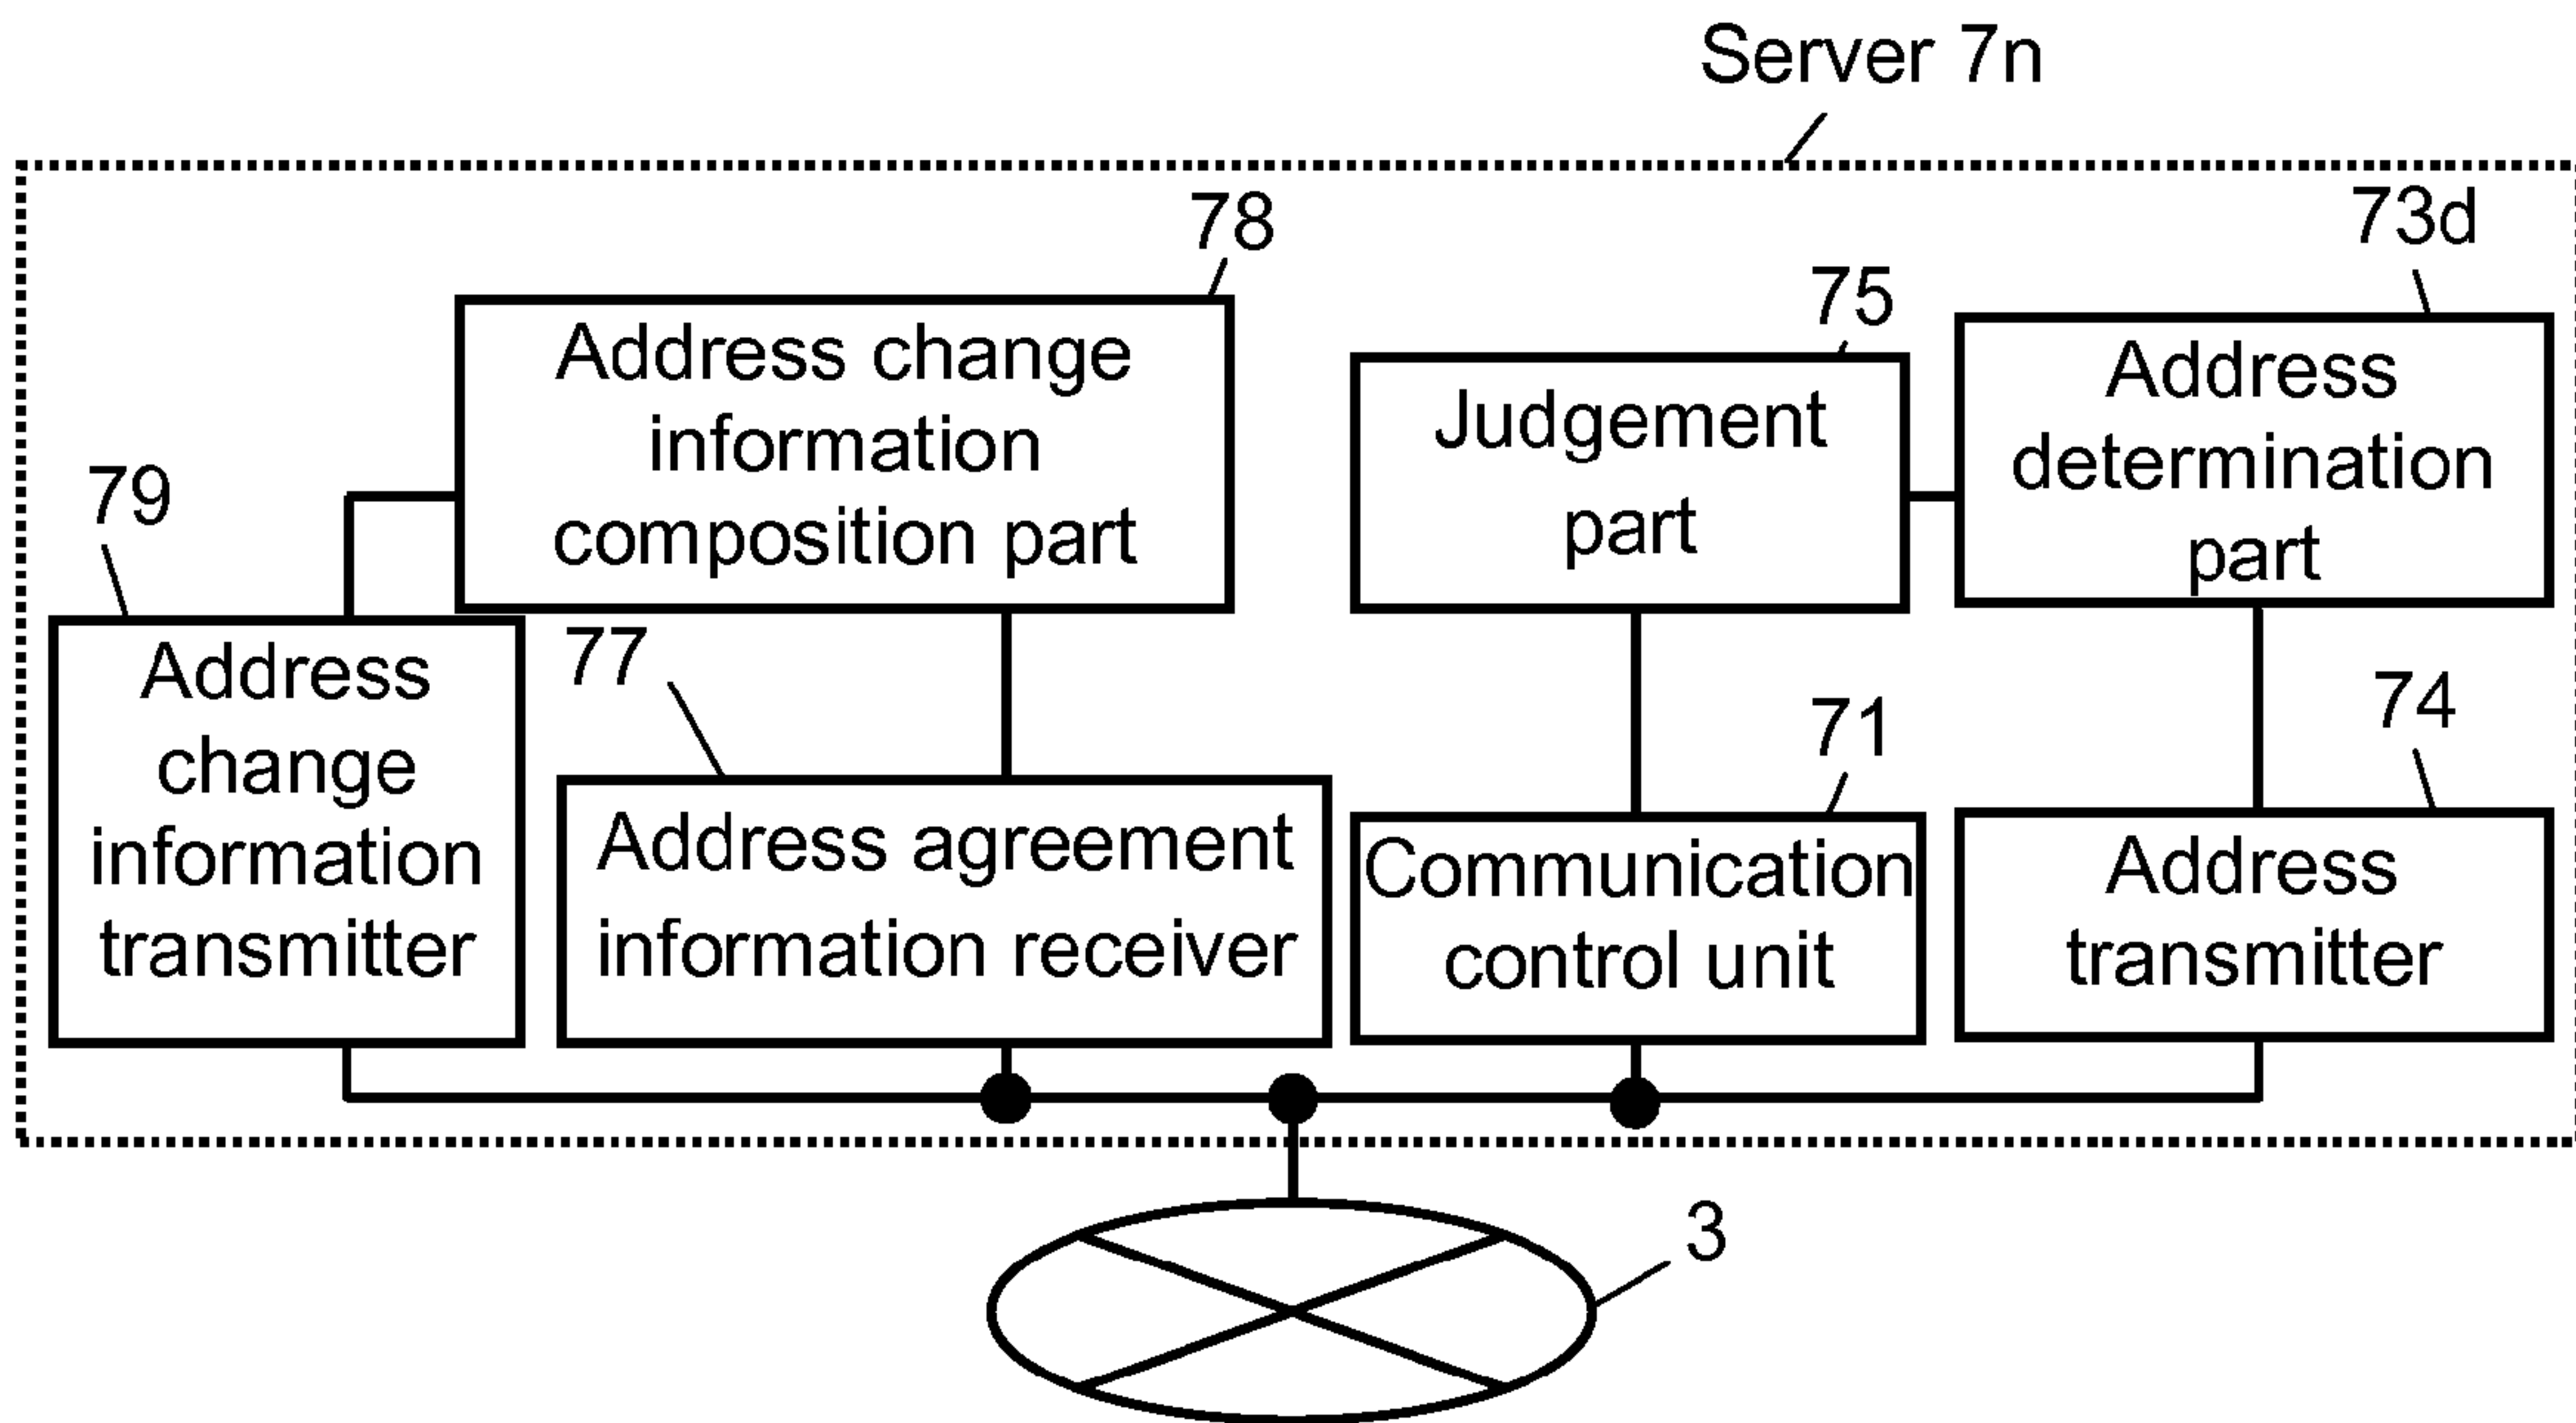 Server 7n
78
Address change
information
composition part
75
Judgement
part
73d
Address
determination
part
79
Address
change
information
transmitter
77
Address agreement
information receiver
71
Communication
control unit
74
Address
transmitter
3